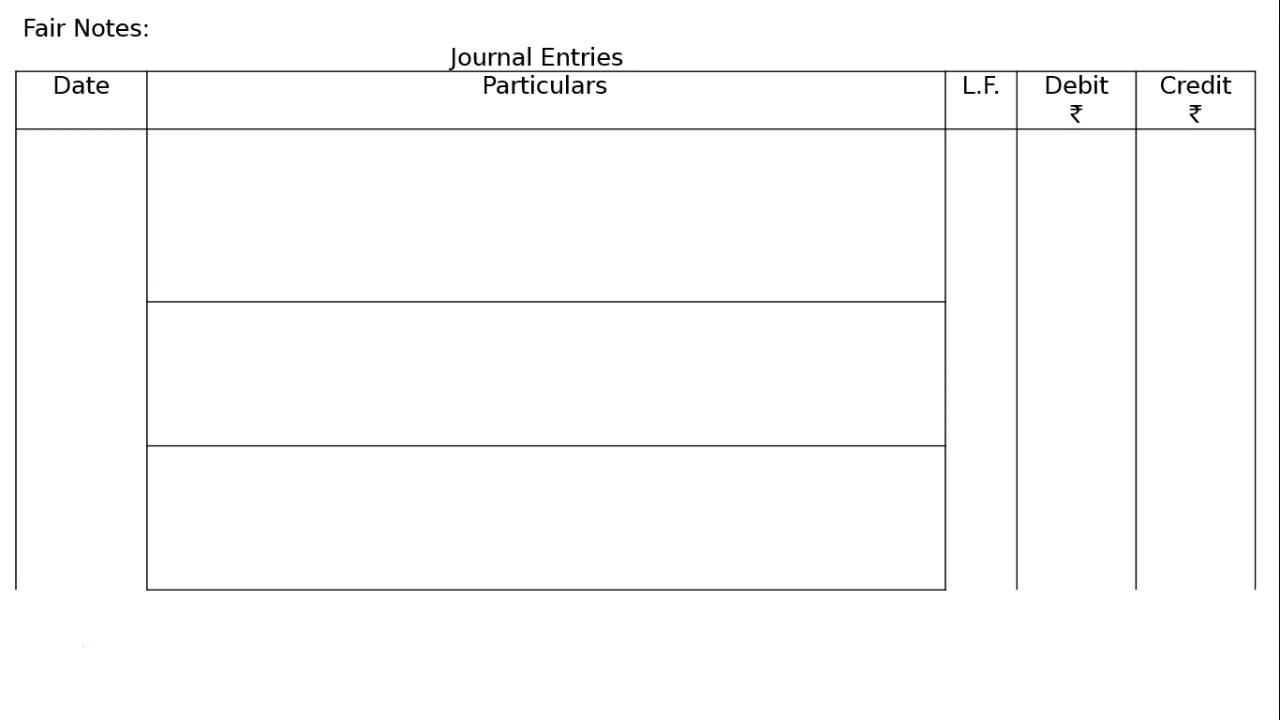 Fair Notes:
Journal Entries
Date Particulars L.F. Debit Credit
₹ ₹